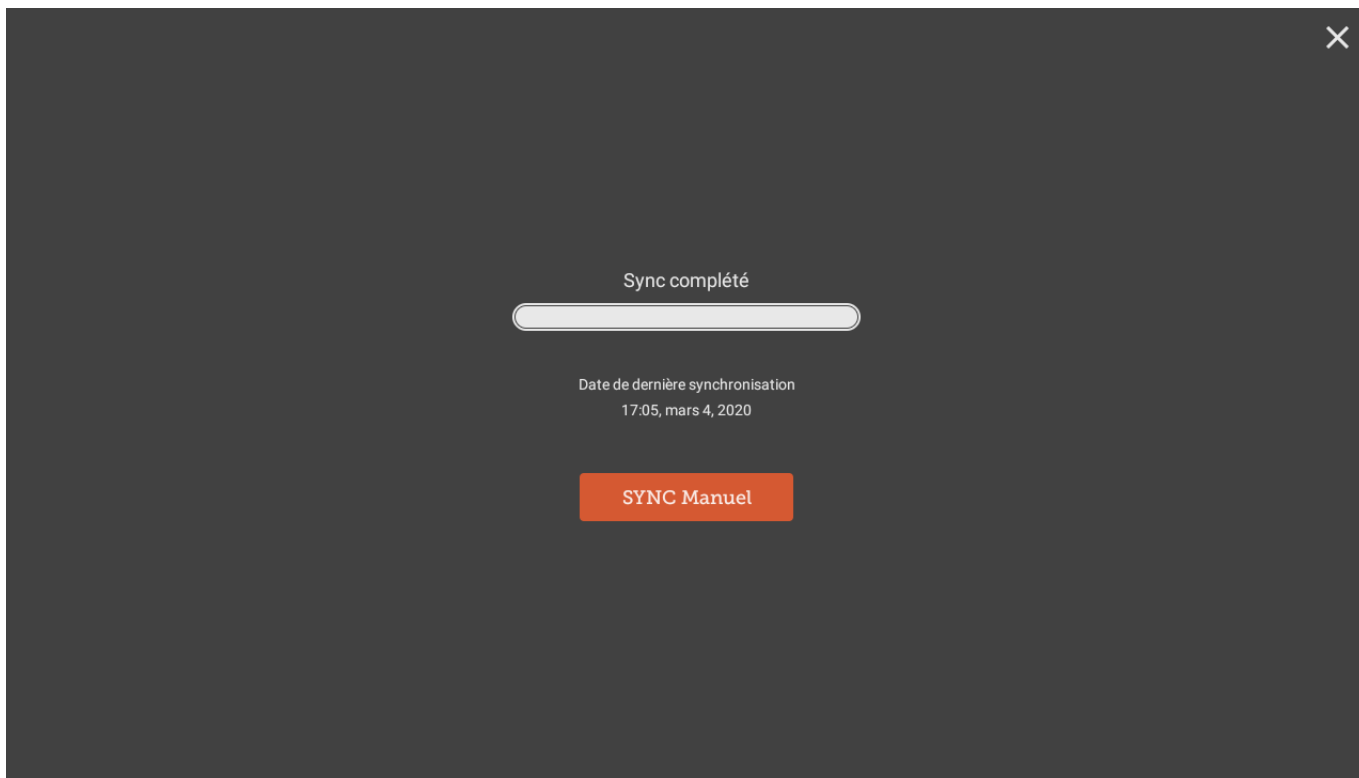 Sync complété
Date de dernière synchronisation
17:05, mars 4, 2020
SYNC Manuel